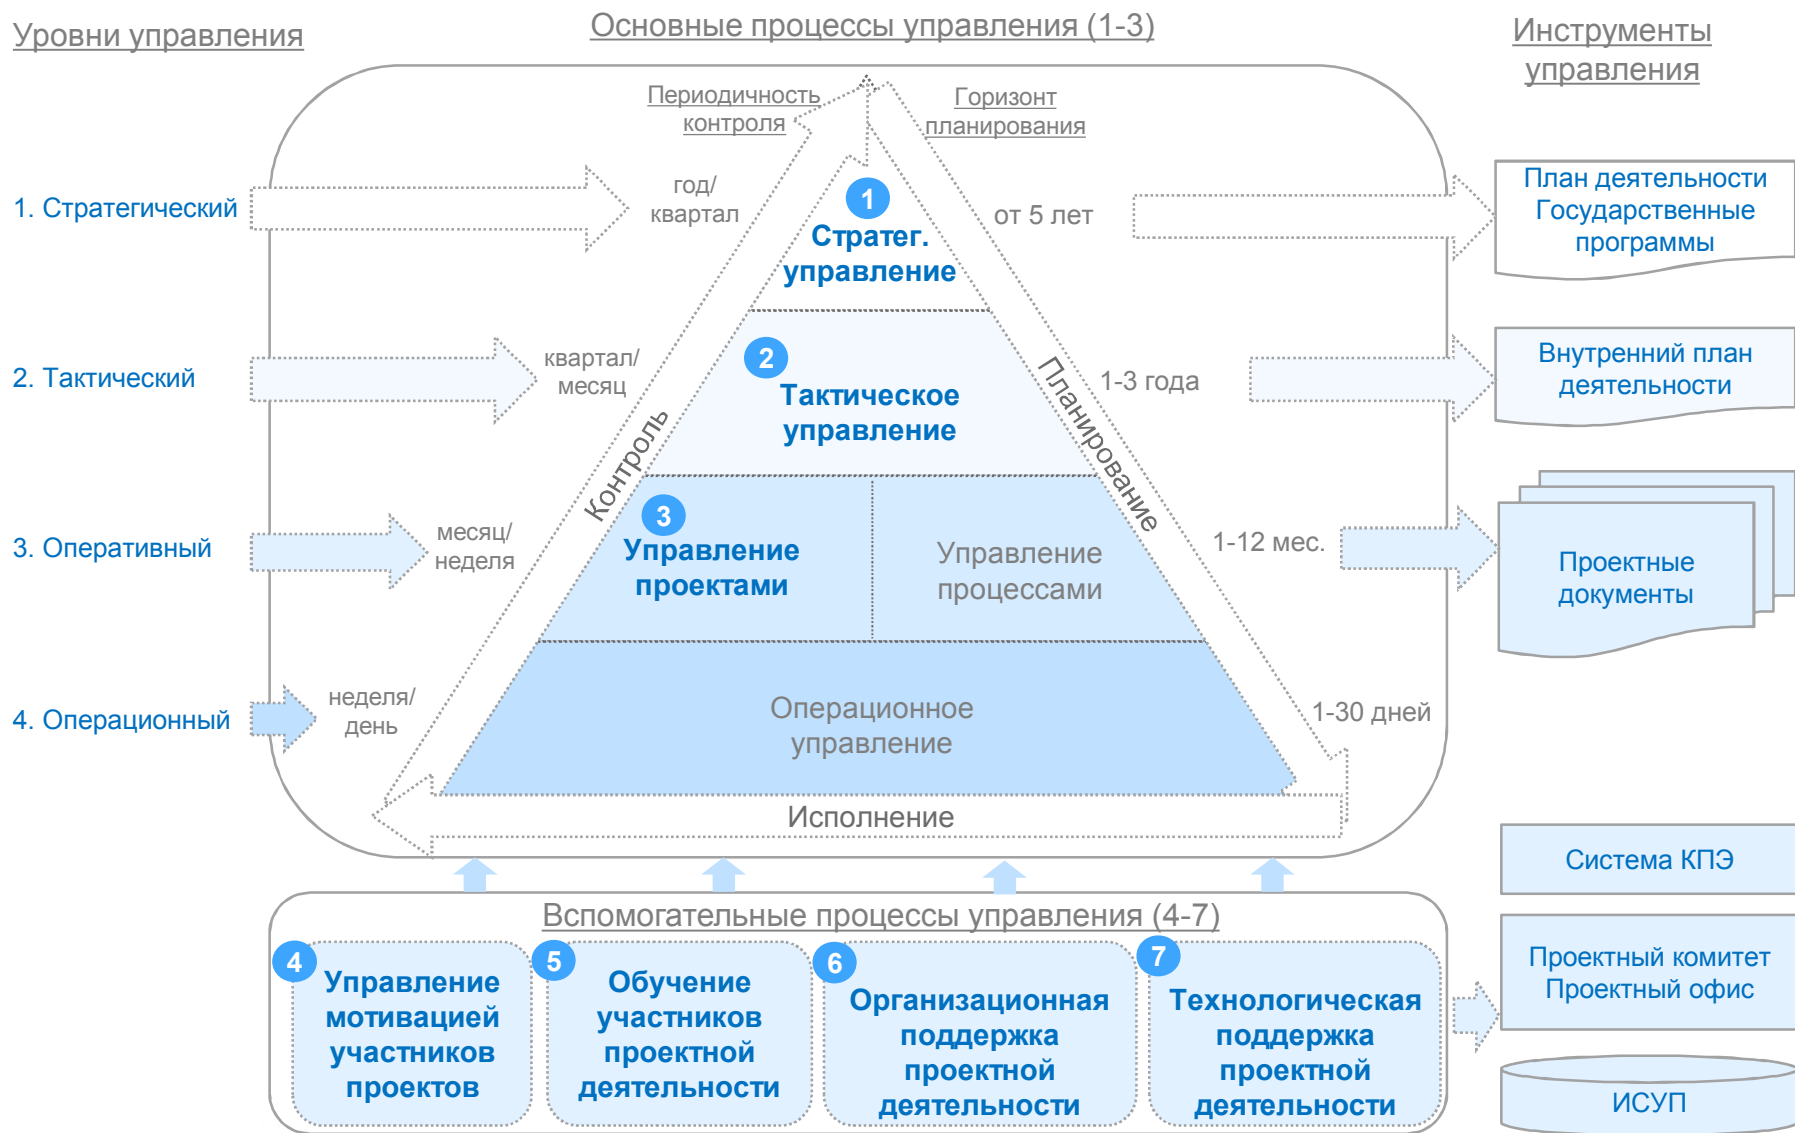 Уровни управления
Основные процессы управления (1-3)
Инструменты
управления
Периодичность
контроля
Горизонт
планирования
1. Стратегический
год/
квартал
1
Стратег.
управление
от 5 лет
План деятельности
Государственные
программы
2. Тактический
квартал/
месяц
2
Тактическое
управление
1-3 года
Внутренний план
деятельности
Контроль
Планирование
3. Оперативный
месяц/
неделя
3
Управление
проектами
Управление
процессами
1-12 мес.
Проектные
документы
4. Операционный
неделя/
день
Операционное
управление
1-30 дней
Исполнение
Вспомогательные процессы управления (4-7)
4
Управление
мотивацией
участников
проектов
5
Обучение
участников
проектной
деятельности
6
Организационная
поддержка
проектной
деятельности
7
Технологическая
поддержка
проектной
деятельности
Система КПЭ
Проектный комитет
Проектный офис
ИСУП